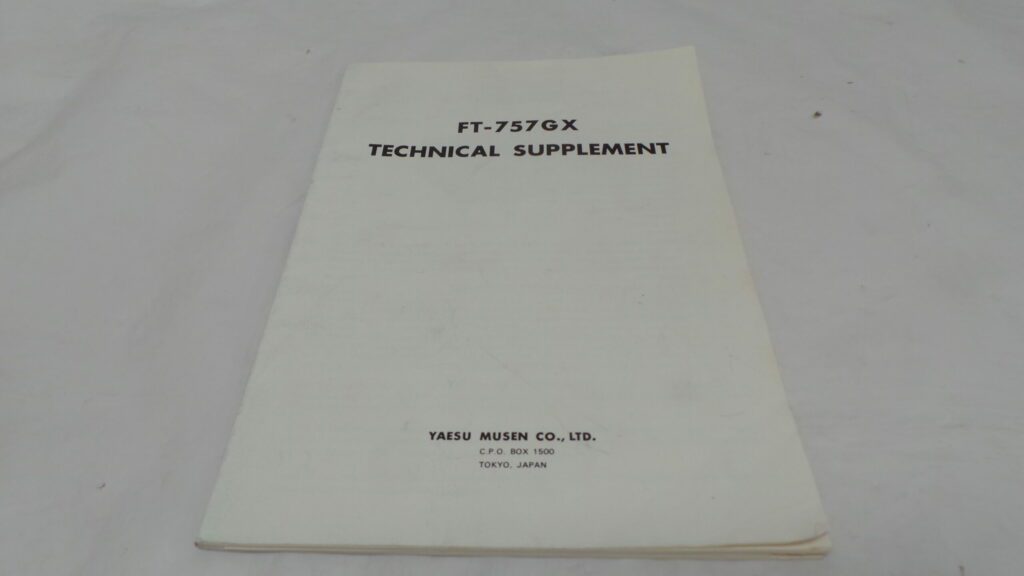 FT-757GX
TECHNICAL SUPPLEMENT
YAESU MUSEN CO., LTD.
C.P.O. BOX 1500
TOKYO, JAPAN